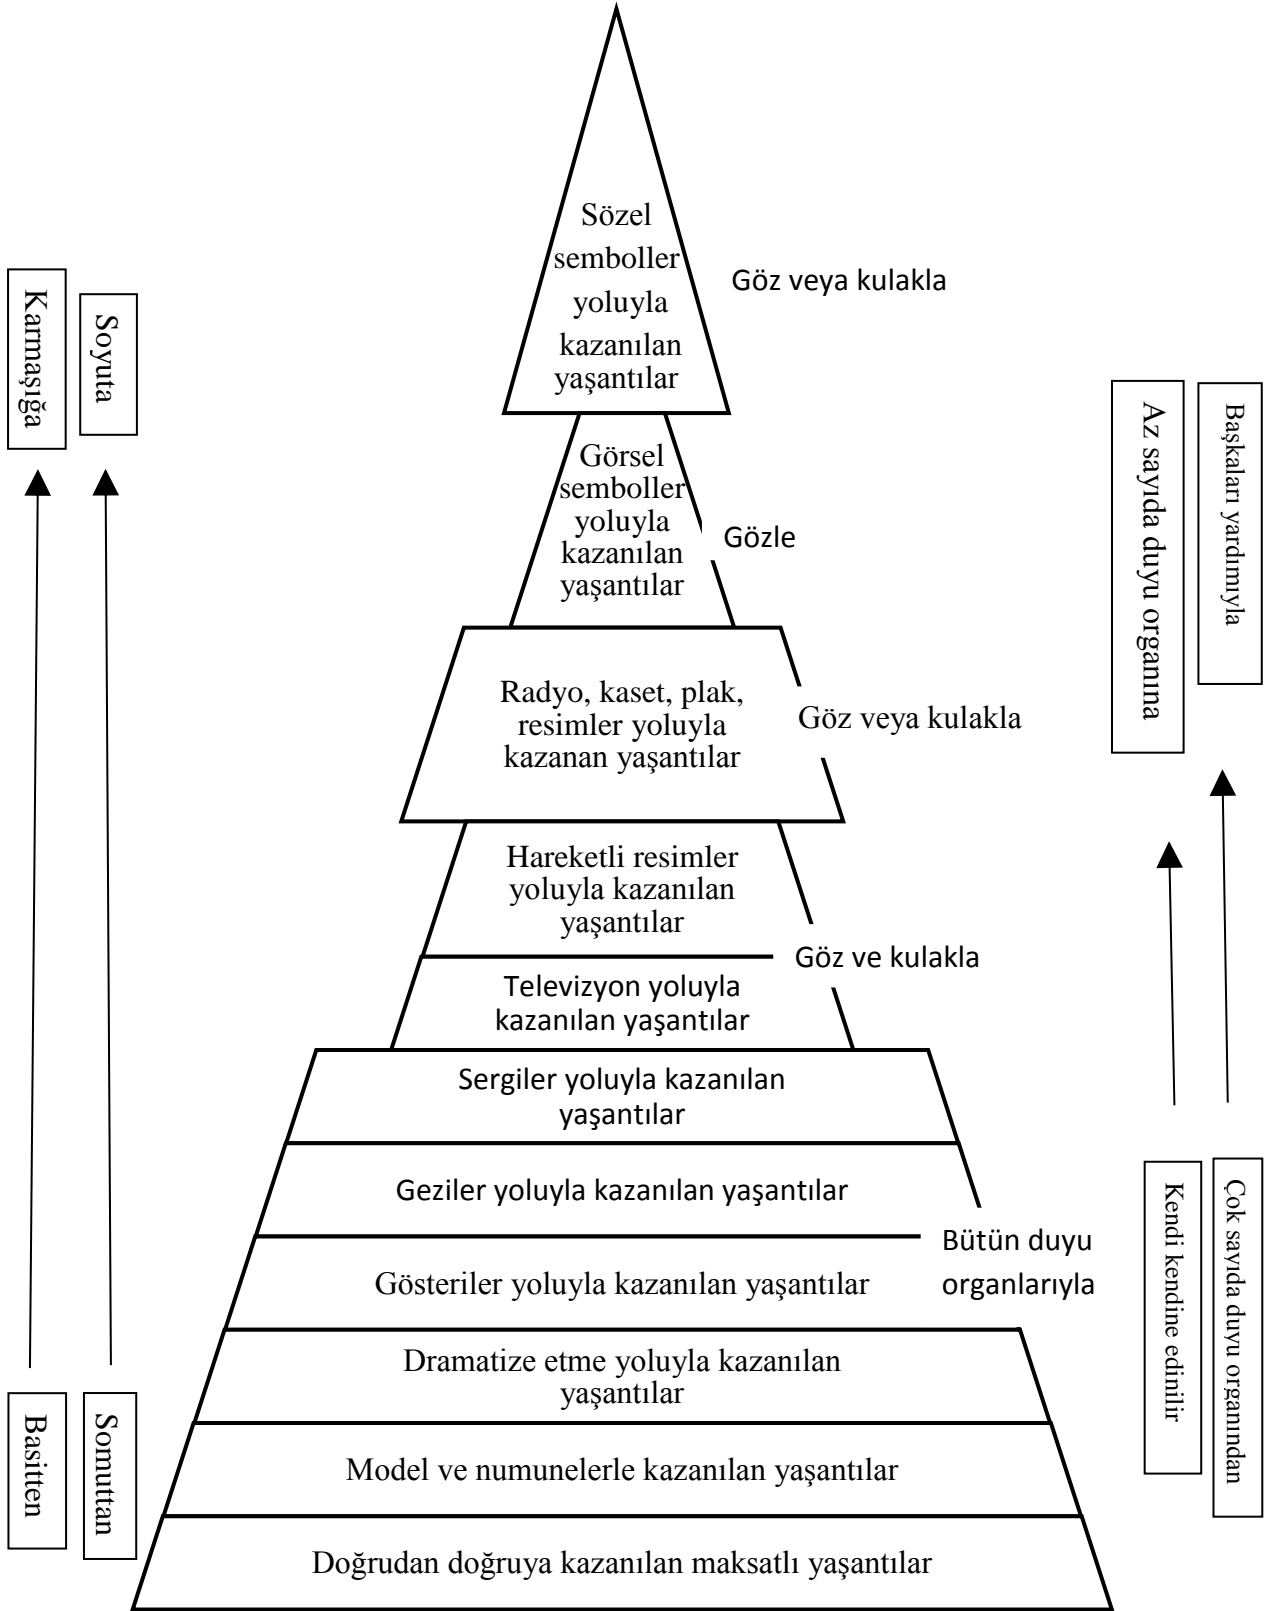 Sözel
semboller
yoluyla
kazanılan
yaşantılar
Göz veya kulakla
Karmaşığa
Soyuta
Az sayıda duyu organına
Başkaları yardımıyla
Görsel
semboller
yoluyla
kazanılan
yaşantılar
Gözle
Radyo, kaset, plak,
resimler yoluyla
kazanan yaşantılar
Göz veya kulakla
Hareketli resimler
yoluyla kazanılan
yaşantılar
Göz ve kulakla
Televizyon yoluyla
kazanılan yaşantılar
Sergiler yoluyla kazanılan
yaşantılar
Geziler yoluyla kazanılan yaşantılar
Bütün duyu
organlarıyla
Gösteriler yoluyla kazanılan yaşantılar
Dramatize etme yoluyla kazanılan
yaşantılar
Model ve numunelerle kazanılan yaşantılar
Doğrudan doğruya kazanılan maksatlı yaşantılar
Basitten
Somuttan
Kendi kendine edinilir
Çok sayıda duyu organından